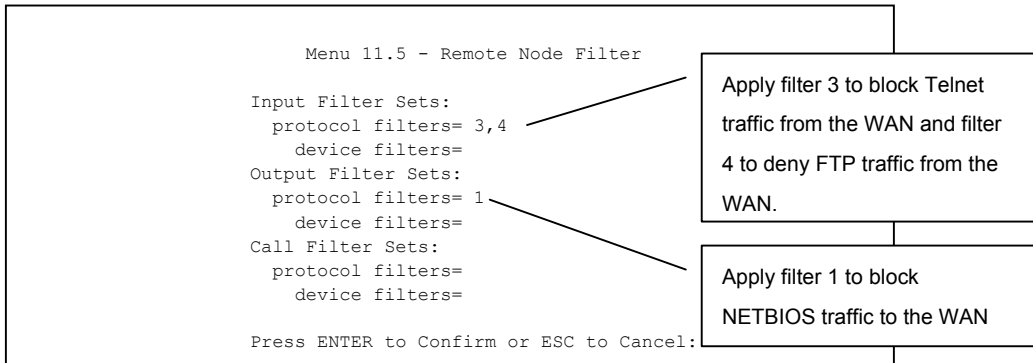 Menu 11.5 - Remote Node Filter
Input Filter Sets:
protocol filters= 3,4
device filters=
Output Filter Sets:
protocol filters= 1
device filters=
Call Filter Sets:
protocol filters=
device filters=
Press ENTER to Confirm or ESC to Cancel:
Apply filter 3 to block Telnet
traffic from the WAN and filter
4 to deny FTP traffic from the
WAN.
Apply filter 1 to block
NETBIOS traffic to the WAN